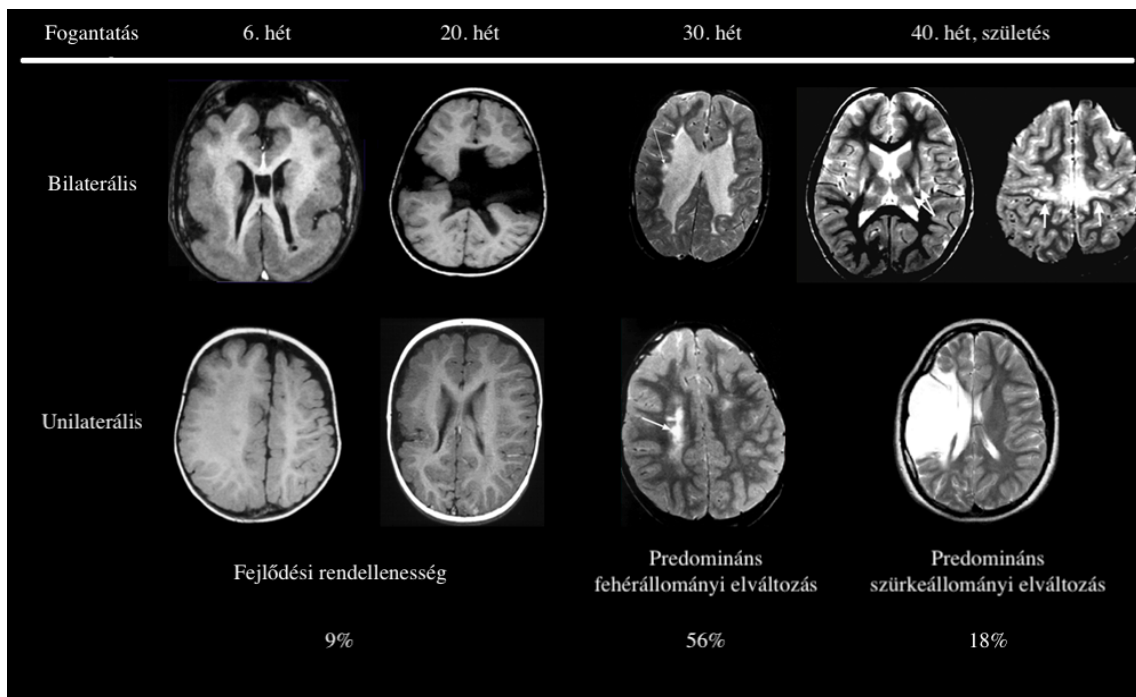 Fogantatás 6. hét 20. hét 30. hét 40. hét, születés
Bilaterális
Unilaterális
Fejlődési rendellenesség
Predomináns
fehérállományi elváltozás
Predomináns
szürkeállományi elváltozás
9% 56% 18%